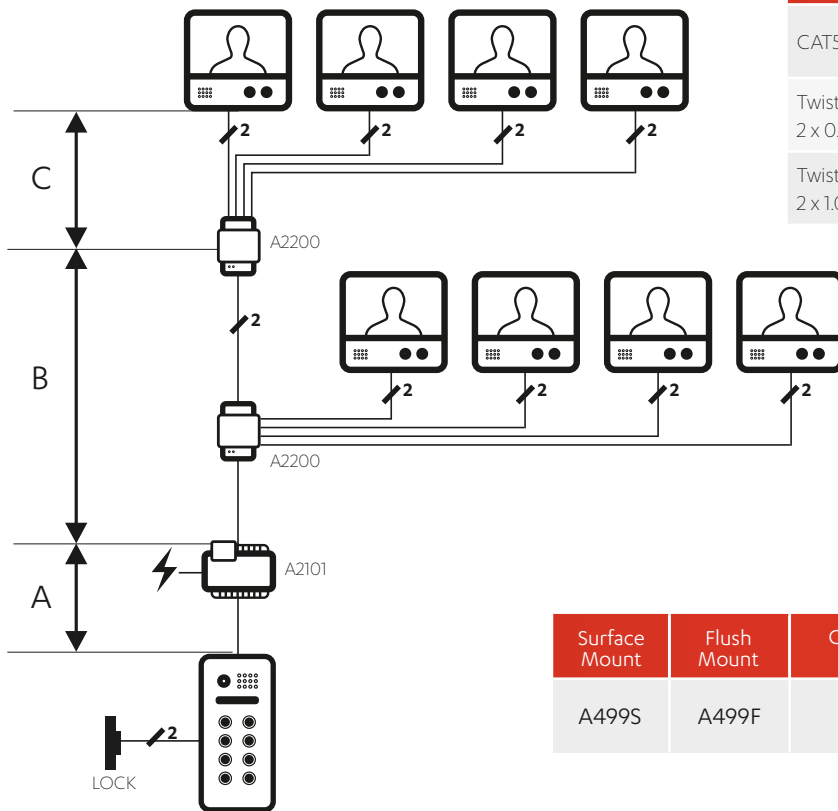 CAT5
Twist
2 x 0.
Twist
2 x 1.0
2
2
2
2
C
A2200
2
B
2
2
2
2
A2200
A2101
A
Surface
Mount
Flush
Mount
A499S
A499F
2
LOCK